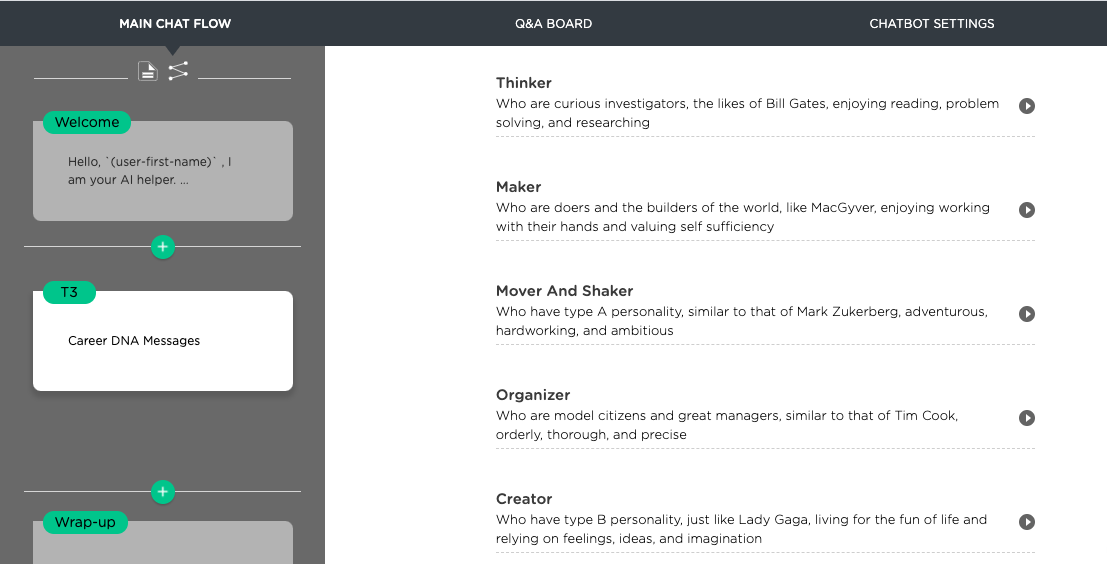 MAIN CHAT FLOW
Q&A BOARD
CHATBOT SETTINGS
Welcome
Hello, `(user-first-name)` , I
am your AI helper. ...
T3
Career DNA Messages
Wrap-up
Thinker
Who are curious investigators, the likes of Bill Gates, enjoying reading, problem
solving, and researching
Maker
Who are doers and the builders of the world, like MacGyver, enjoying working
with their hands and valuing self sufficiency
Mover And Shaker
Who have type A personality, similar to that of Mark Zukerberg, adventurous,
hardworking, and ambitious
Organizer
Who are model citizens and great managers, similar to that of Tim Cook,
orderly, thorough, and precise
Creator
Who have type B personality, just like Lady Gaga, living for the fun of life and
relying on feelings, ideas, and imagination